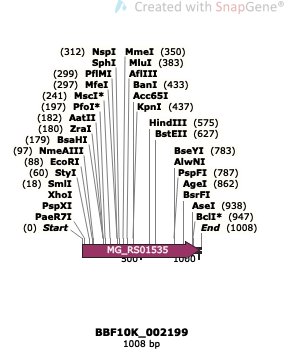 Created with SnapGene®
(312) NspI MmeI (350)
SphI MluI (383)
(299) PflMI AflIII
(297) MfeI BanI (433)
(241) MscI* Acc65I
(197) PfoI* KpnI (437)
(182) AatII
(180) ZraI HindIII (575)
(179) BsaHI BstEII (627)
(97) NmeAIII BseYI (783)
(88) EcoRI AlwNI
(60) StyI PspFI (787)
(18) SmlI AgeI (862)
XhoI BsrFI
PspXI AseI (938)
PaeR7I BclI* (947)
(0) Start End (1008)
MG_RS01535
500 1000
BBF10K_002199
1008 bp